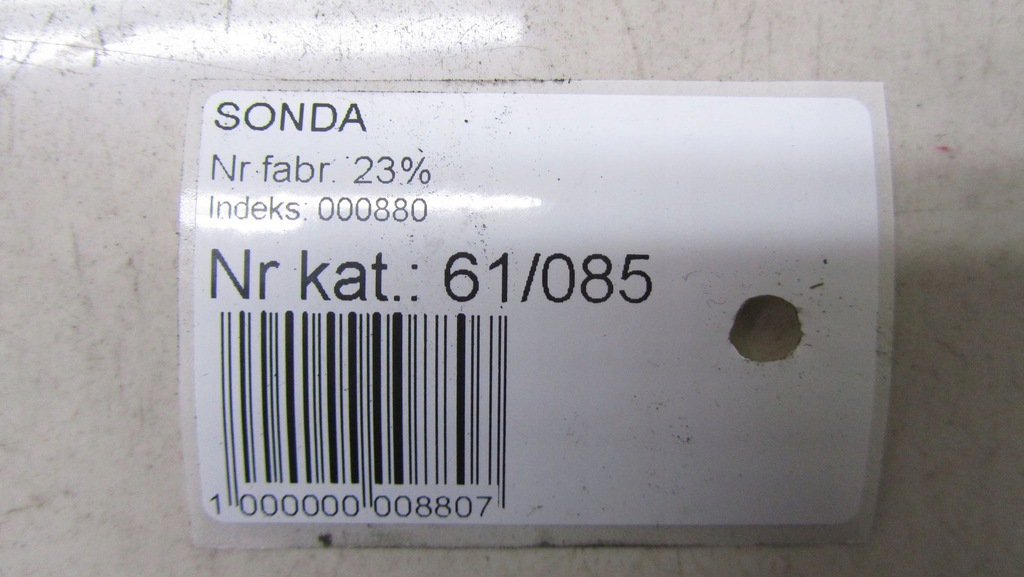 SONDA
Nr fabr. 23%
Indeks: 000880
Nr kat.: 61/085
1 000000 008807